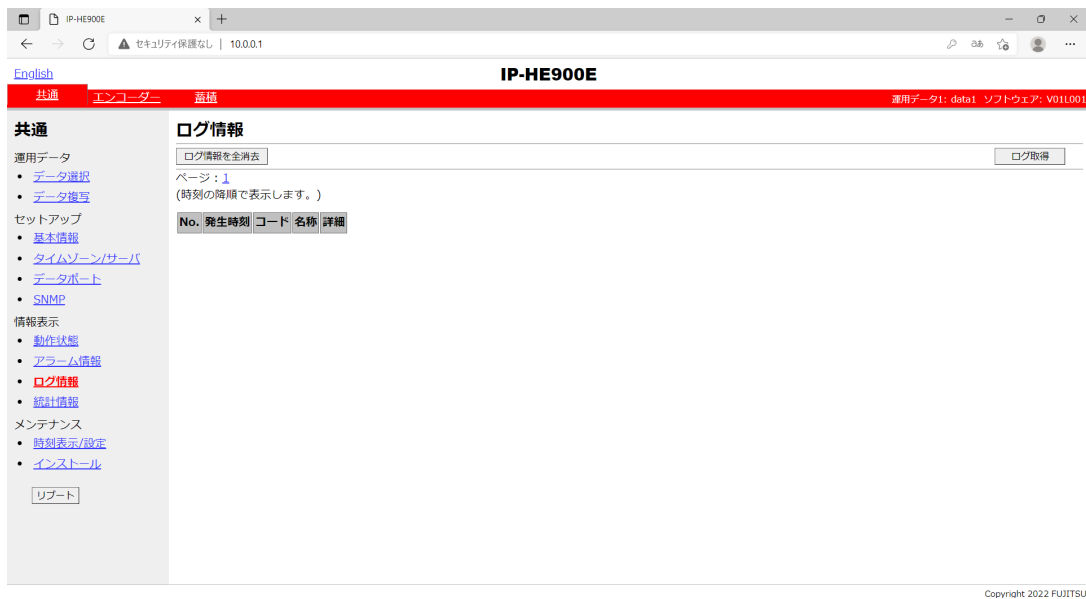 IP-HE900E
セキュリティ保護なし | 10.0.0.1
English
IP-HE900E
共通 エンコーダー 蓄積 運用データ1: data1 ソフトウェア: V01L001
共通
運用データ
データ選択
データ複写
セットアップ
基本情報
タイムゾーン/サーバ
データポート
SNMP
情報表示
動作状態
アラーム情報
ログ情報
統計情報
メンテナンス
時刻表示/設定
インストール
リブート
ログ情報
ログ情報を全消去 ログ取得
ページ：1
(時刻の降順で表示します。)
No. 発生時刻 コード 名称 詳細
Copyright 2022 FUJITSU